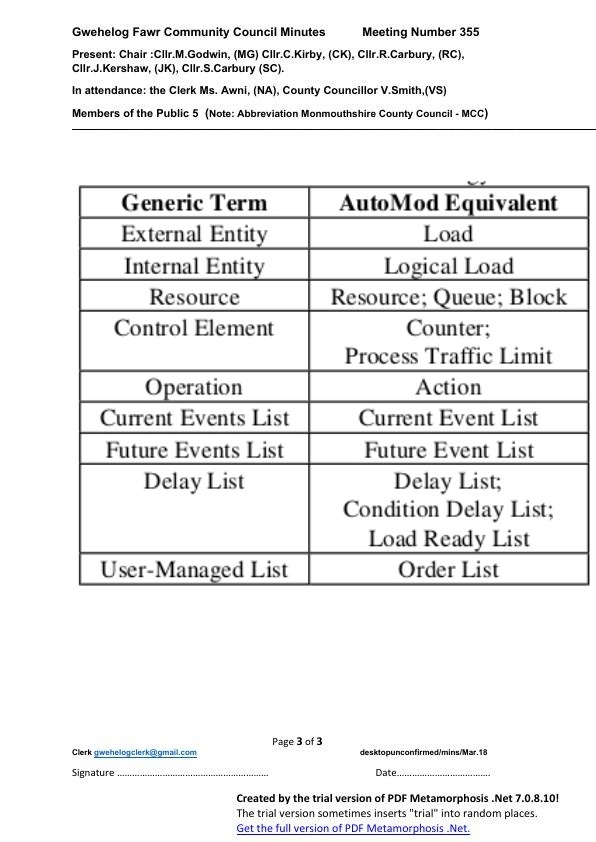 Gwehelog Fawr Community Council Minutes Meeting Number 355
Present: Chair :Cllr.M.Godwin, (MG) Cllr.C.Kirby, (CK), Cllr.R.Carbury, (RC),
Cllr.J.Kershaw, (JK), Cllr.S.Carbury (SC).
In attendance: the Clerk Ms. Awni, (NA), County Councillor V.Smith,(VS)
Members of the Public 5 (Note: Abbreviation Monmouthshire County Council - MCC)
Generic Term AutoMod Equivalent
External Entity Load
Internal Entity Logical Load
Resource Resource; Queue; Block
Control Element Counter;
Process Traffic Limit
Operation Action
Current Events List Current Event List
Future Events List Future Event List
Delay List Delay List;
Condition Delay List;
Load Ready List
User-Managed List Order List
Page 3 of 3
Clerk gwehelogclerk@gmail.com desktopunconfirmed/mins/Mar.18
Signature ……………………………………………… Date…………………………….
Created by the trial version of PDF Metamorphosis .Net 7.0.8.10!
The trial version sometimes inserts "trial" into random places.
Get the full version of PDF Metamorphosis .Net.